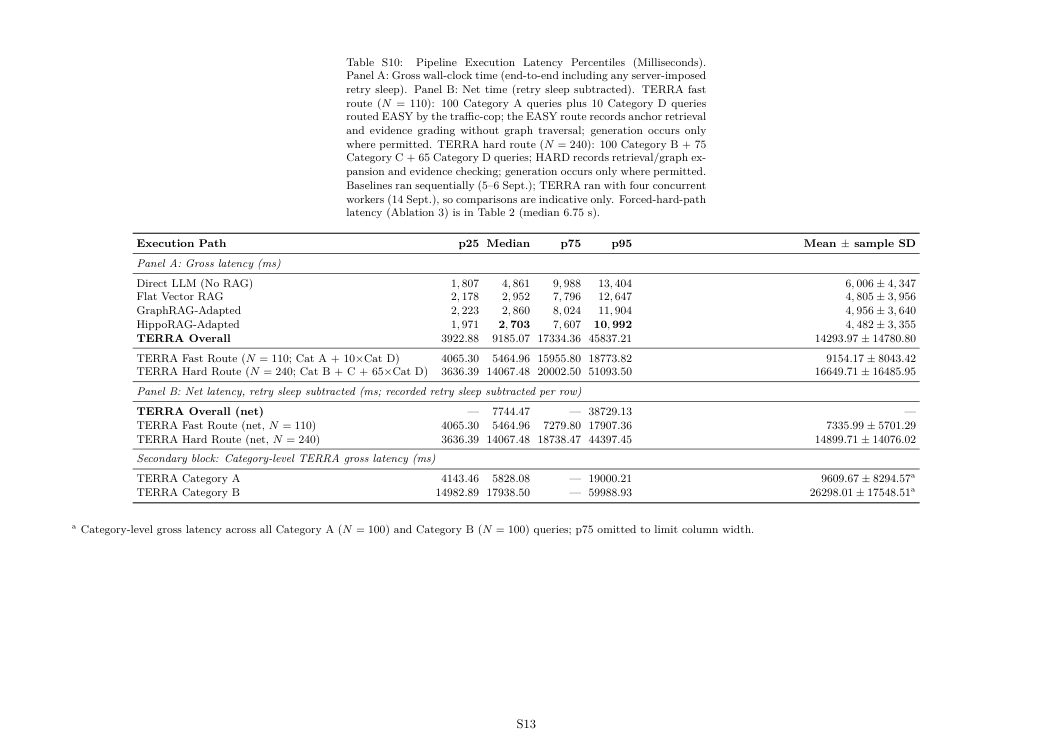 Table S10: Pipeline Execution Latency Percentiles (Milliseconds).
Panel A: Gross wall-clock time (end-to-end including any server-imposed
retry sleep). Panel B: Net time (retry sleep subtracted). TERRA fast
route (N = 110): 100 Category A queries plus 10 Category D queries
routed EASY by the traffic-cop; the EASY route records anchor retrieval
and evidence grading without graph traversal; generation occurs only
where permitted. TERRA hard route (N = 240): 100 Category B + 75
Category C + 65 Category D queries; HARD records retrieval/graph ex-
pansion and evidence checking; generation occurs only where permitted.
Baselines ran sequentially (5–6 Sept.); TERRA ran with four concurrent
workers (14 Sept.), so comparisons are indicative only. Forced-hard-path
latency (Ablation 3) is in Table 2 (median 6.75 s).
Execution Path p25 Median p75 p95 Mean ± sample SD
Panel A: Gross latency (ms)
Direct LLM (No RAG) 1,807 4,861 9,988 13,404 6,006 ± 4,347
Flat Vector RAG 2,178 2,952 7,796 12,647 4,805 ± 3,956
GraphRAG-Adapted 2,223 2,860 8,024 11,904 4,956 ± 3,640
HippoRAG-Adapted 1,971 2,703 7,607 10,992 4,482 ± 3,355
TERRA Overall 3922.88 9185.07 17334.36 45837.21 14293.97 ± 14780.80
TERRA Fast Route (N = 110; Cat A + 10×Cat D) 4065.30 5464.96 15955.80 18773.82 9154.17 ± 8043.42
TERRA Hard Route (N = 240; Cat B + C + 65×Cat D) 3636.39 14067.48 20002.50 51093.50 16649.71 ± 16485.95
Panel B: Net latency, retry sleep subtracted (ms; recorded retry sleep subtracted per row)
TERRA Overall (net) — 7744.47 — 38729.13 —
TERRA Fast Route (net, N = 110) 4065.30 5464.96 7279.80 17907.36 7335.99 ± 5701.29
TERRA Hard Route (net, N = 240) 3636.39 14067.48 18738.47 44397.45 14899.71 ± 14076.02
Secondary block: Category-level TERRA gross latency (ms)
TERRA Category A 4143.46 5828.08 — 19000.21 9609.67 ± 8294.57ᵃ
TERRA Category B 14982.89 17938.50 — 59988.93 26298.01 ± 17548.51ᵃ
ᵃ Category-level gross latency across all Category A (N = 100) and Category B (N = 100) queries; p75 omitted to limit column width.
S13